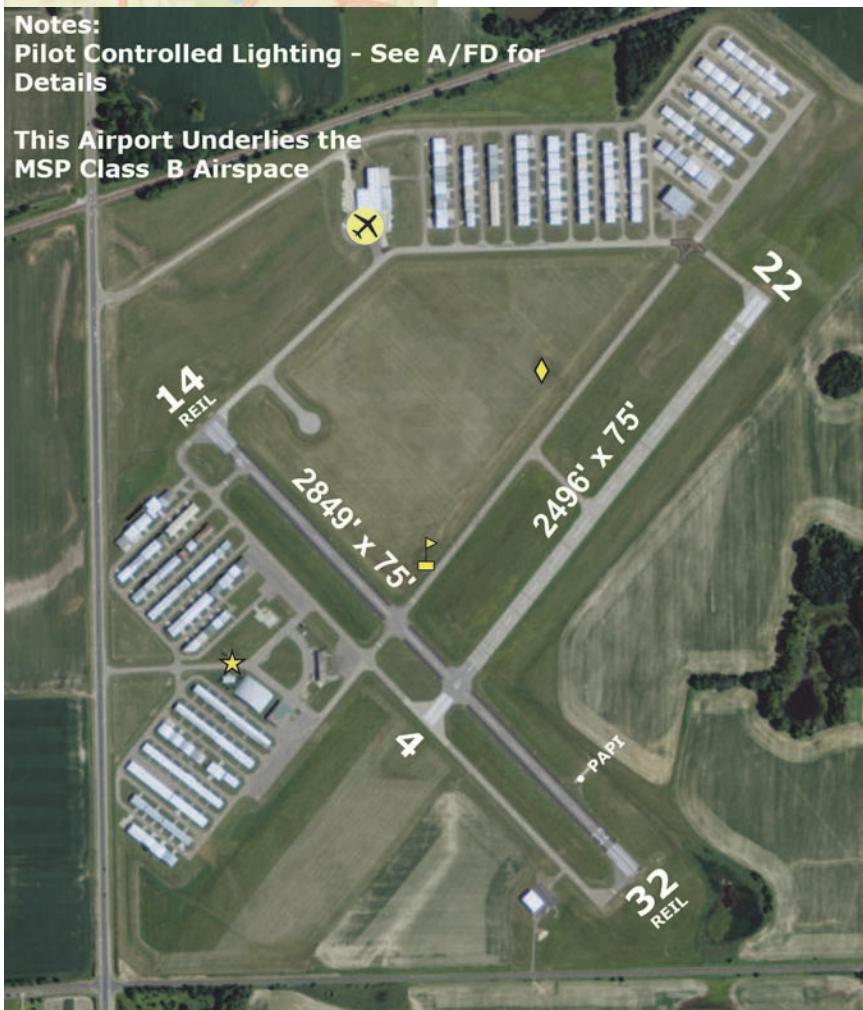 Notes:
Pilot Controlled Lighting - See A/FD for
Details
This Airport Underlies the
MSP Class B Airspace
22
14
REIL
2849' x 75'
2496' x 75'
4
PAPI
32
REIL